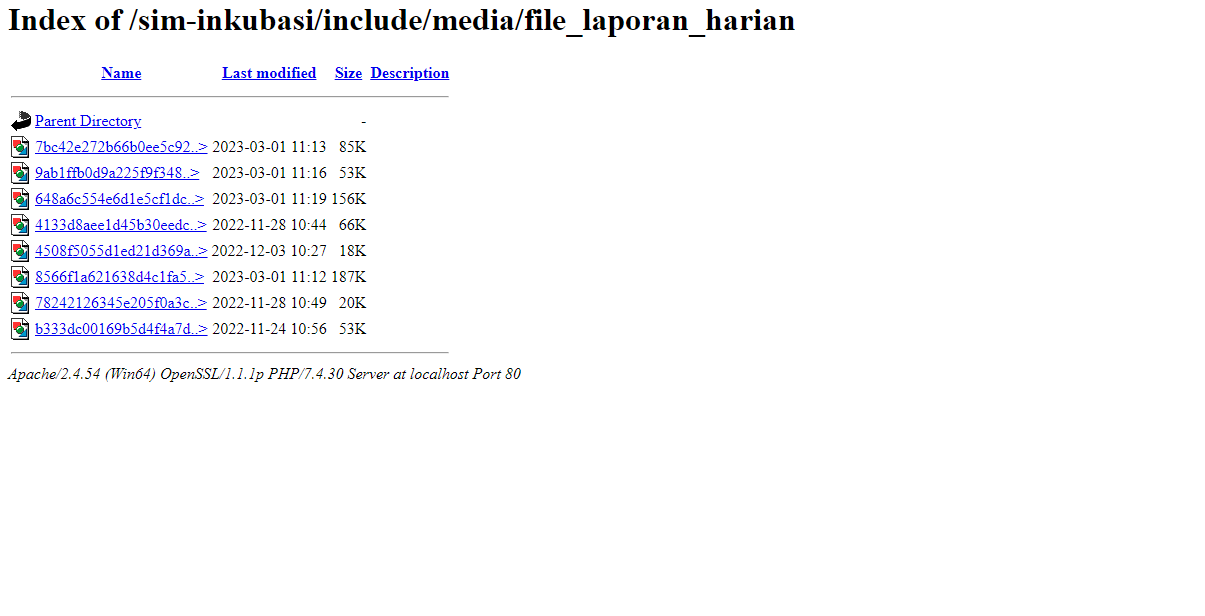 Index of /sim-inkubasi/include/media/file_laporan_harian
Name Last modified Size Description
Parent Directory -
7bc42e272b66b0ee5c92..> 2023-03-01 11:13 85K
9ab1ffb0d9a225f9f348..> 2023-03-01 11:16 53K
648a6c554e6d1e5cf1dc..> 2023-03-01 11:19 156K
4133d8aee1d45b30eedc..> 2022-11-28 10:44 66K
4508f5055d1ed21d369a..> 2022-12-03 10:27 18K
8566f1a621638d4c1fa5..> 2023-03-01 11:12 187K
78242126345e205f0a3c..> 2022-11-28 10:49 20K
b333dc00169b5d4f4a7d..> 2022-11-24 10:56 53K
Apache/2.4.54 (Win64) OpenSSL/1.1.1p PHP/7.4.30 Server at localhost Port 80